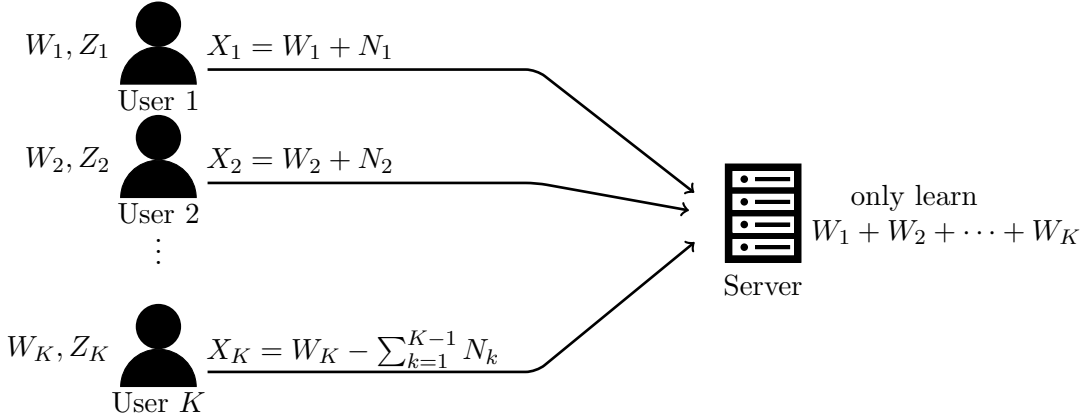 W_1, Z_1
X_1 = W_1 + N_1
User 1
W_2, Z_2
X_2 = W_2 + N_2
User 2
⋮
only learn
W_1 + W_2 + ⋯ + W_K
Server
W_K, Z_K
X_K = W_K − ∑_{k=1}^{K−1} N_k
User K